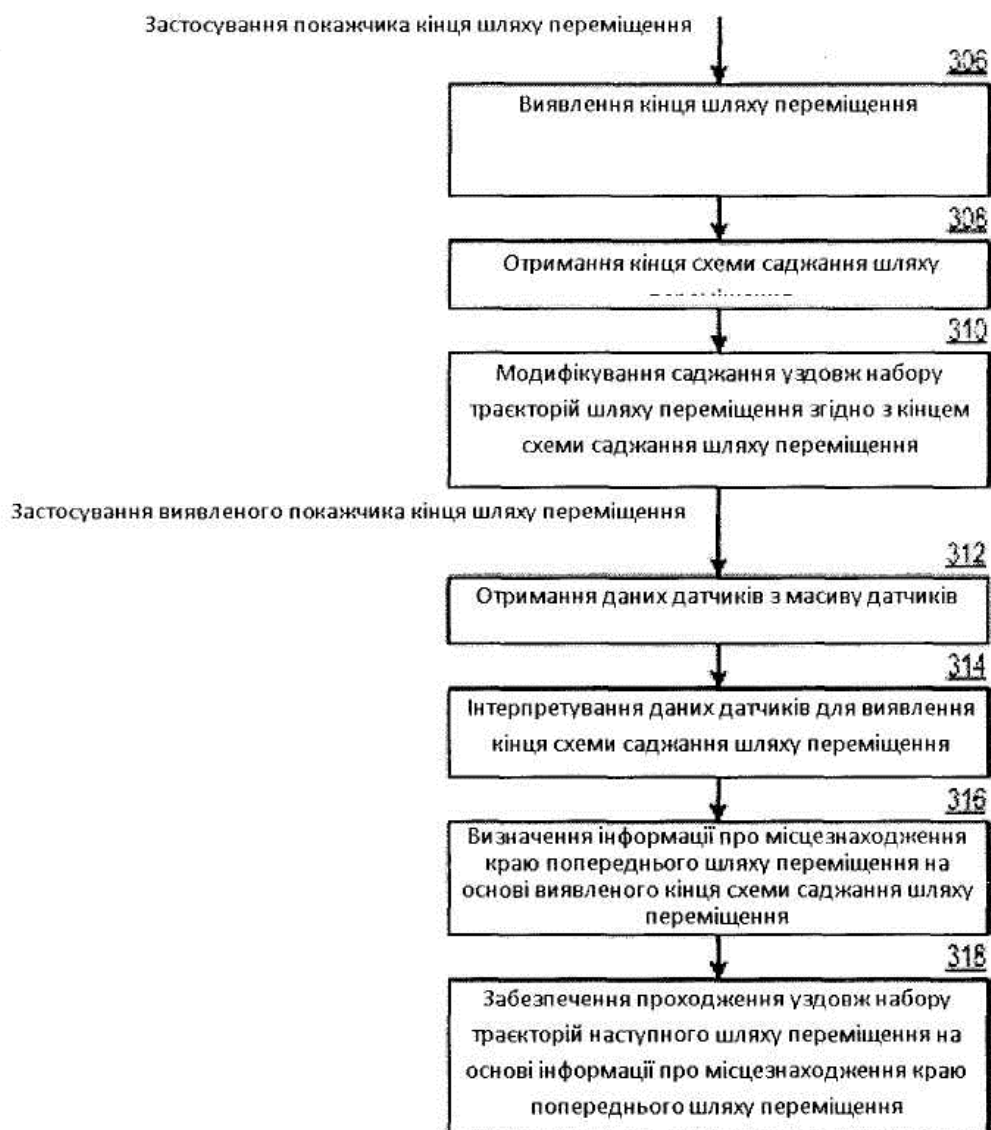 Застосування покажчика кінця шляху переміщення
306
Виявлення кінця шляху переміщення
308
Отримання кінця схеми саджання шляху
310
Модифікування саджання уздовж набору
траєкторій шляху переміщення згідно з кінцем
схеми саджання шляху переміщення
Застосування виявленого покажчика кінця шляху переміщення
312
Отримання даних датчиків з масиву датчиків
314
Інтерпретування даних датчиків для виявлення
кінця схеми саджання шляху переміщення
316
Визначення інформації про місцезнаходження
краю попереднього шляху переміщення на
основі виявленого кінця схеми саджання шляху
переміщення
318
Забезпечення проходження уздовж набору
траєкторій наступного шляху переміщення на
основі інформації про місцезнаходження краю
попереднього шляху переміщення